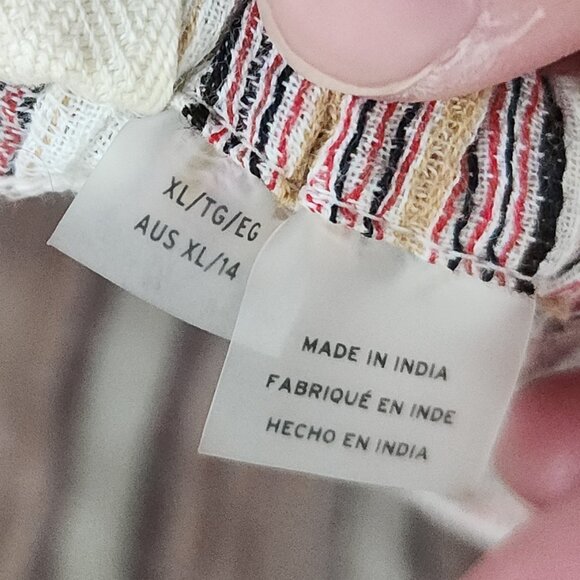 XL/TG/EG
AUS XL/14
MADE IN INDIA
FABRIQUÉ EN INDE
HECHO EN INDIA